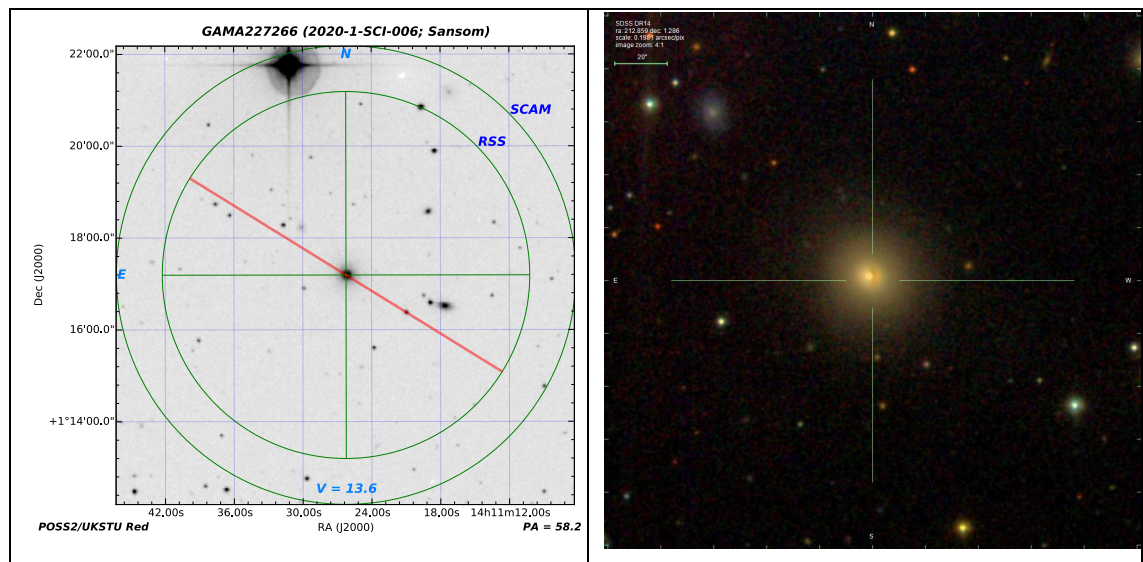 GAMA227266 (2020-1-SCI-006; Sansom)
22'00.0"
N
SCAM
RSS
20'00.0"
18'00.0"
E
Dec (J2000)
16'00.0"
+1°14'00.0"
V = 13.6
42.00s 36.00s 30.00s 24.00s 18.00s 14h11m12.00s
POSS2/UKSTU Red RA (J2000) PA = 58.2
SDSS DR14
ra: 212.859 dec: 1.286
scale: 0.1981 arcsec/pix
image zoom: 4:1
20"
N
E
W
S